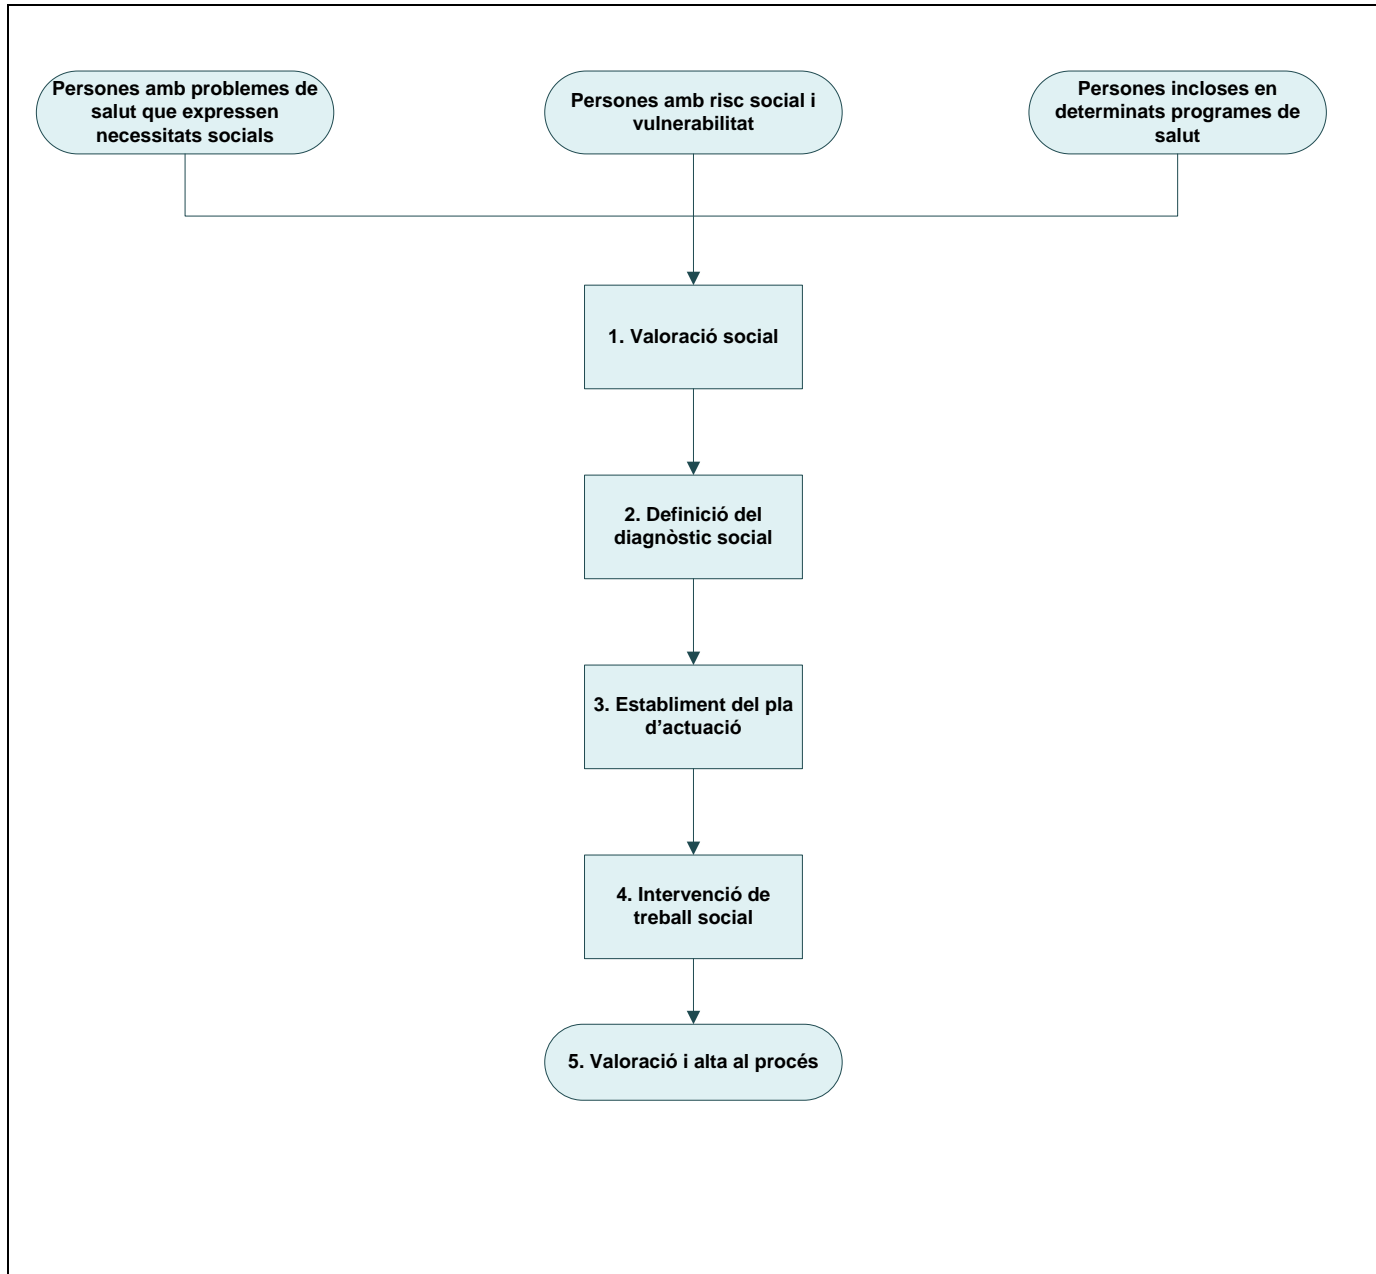 Persones amb problemes de
salut que expressen
necessitats socials
Persones amb risc social i
vulnerabilitat
Persones incloses en
determinats programes de
salut
1. Valoració social
2. Definició del
diagnòstic social
3. Establiment del pla
d’actuació
4. Intervenció de
treball social
5. Valoració i alta al procés